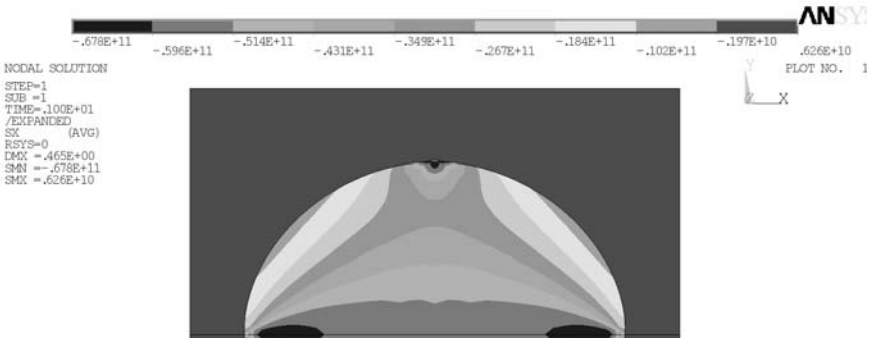 ANSYS
-.678E+11 -.596E+11 -.514E+11 -.431E+11 -.349E+11 -.267E+11 -.184E+11 -.102E+11 -.197E+10 .626E+10
NODAL SOLUTION
PLOT NO. 1
STEP=1
SUB =1
TIME=.100E+01
/EXPANDED
SX (AVG)
RSYS=0
DMX =.465E+00
SMN =-.678E+11
SMX =.626E+10
Y
Z X